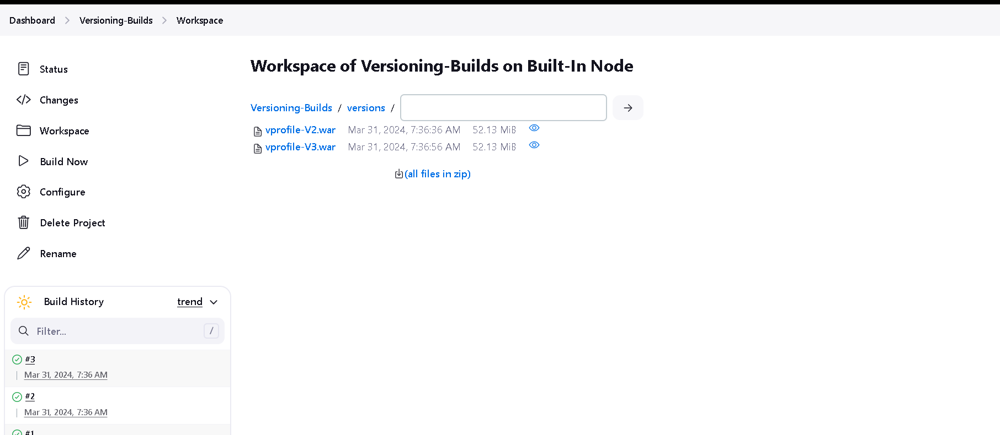 Dashboard > Versioning-Builds > Workspace
Status
Changes
Workspace
Build Now
Configure
Delete Project
Rename
Build History trend
Filter... /
#3
Mar 31, 2024, 7:36 AM
#2
Mar 31, 2024, 7:36 AM
#1
Workspace of Versioning-Builds on Built-In Node
Versioning-Builds / versions /
vprofile-V2.war Mar 31, 2024, 7:36:36 AM 52.13 MiB
vprofile-V3.war Mar 31, 2024, 7:36:56 AM 52.13 MiB
(all files in zip)